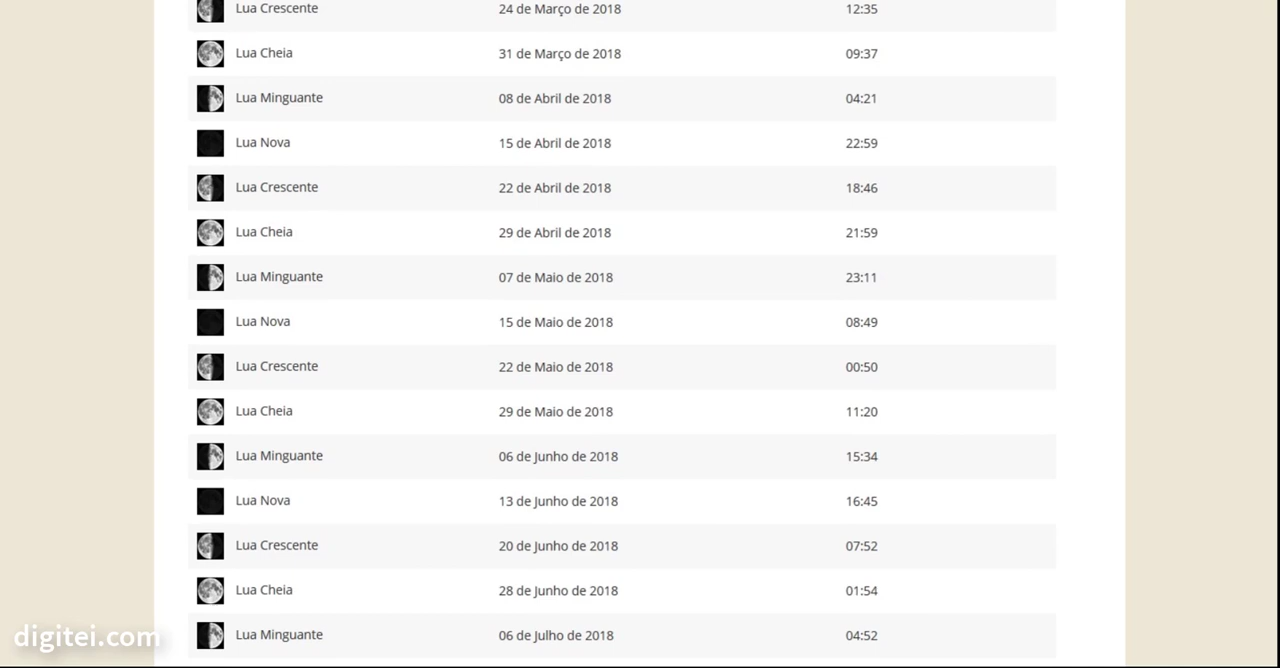 Lua Crescente 24 de Março de 2018 12:35
Lua Cheia 31 de Março de 2018 09:37
Lua Minguante 08 de Abril de 2018 04:21
Lua Nova 15 de Abril de 2018 22:59
Lua Crescente 22 de Abril de 2018 18:46
Lua Cheia 29 de Abril de 2018 21:59
Lua Minguante 07 de Maio de 2018 23:11
Lua Nova 15 de Maio de 2018 08:49
Lua Crescente 22 de Maio de 2018 00:50
Lua Cheia 29 de Maio de 2018 11:20
Lua Minguante 06 de Junho de 2018 15:34
Lua Nova 13 de Junho de 2018 16:45
Lua Crescente 20 de Junho de 2018 07:52
Lua Cheia 28 de Junho de 2018 01:54
Lua Minguante 06 de Julho de 2018 04:52
digitei.com